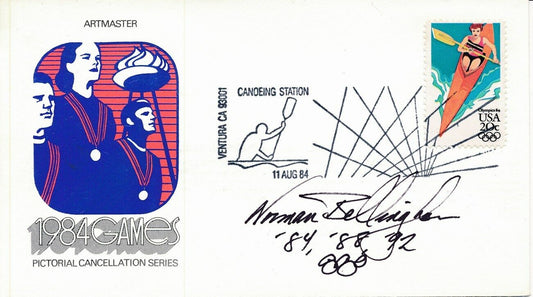 ARTMASTER
1984 GAMES
PICTORIAL CANCELLATION SERIES
CANOEING STATION
VENTURA CA 93001
11 AUG 84
Olympics 84
USA
20c
Norman Bellingham
'84, '88, 92